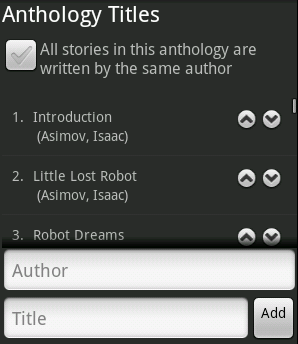 Anthology Titles
All stories in this anthology are
written by the same author
1. Introduction
(Asimov, Isaac)
2. Little Lost Robot
(Asimov, Isaac)
3. Robot Dreams
Author
Title
Add